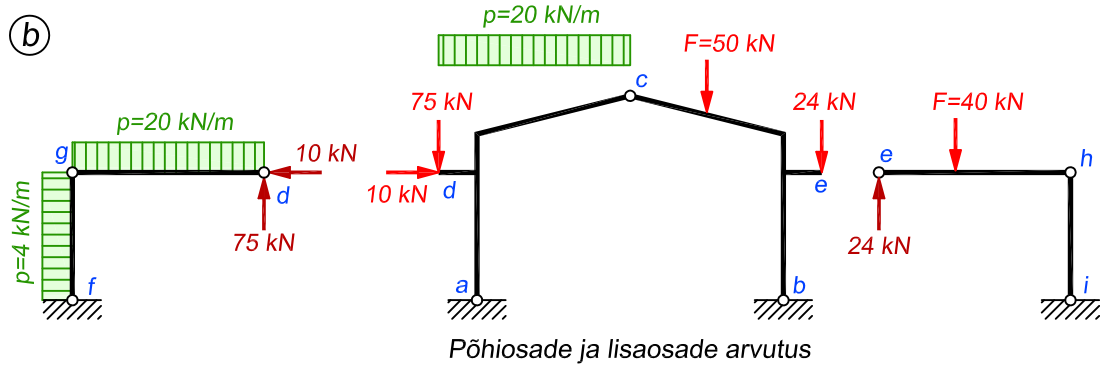 b
p=20 kN/m
g
10 kN
d
75 kN
p=4 kN/m
f
p=20 kN/m
c
F=50 kN
75 kN
24 kN
10 kN
d
e
a
b
F=40 kN
e
h
24 kN
i
Põhiosade ja lisaosade arvutus